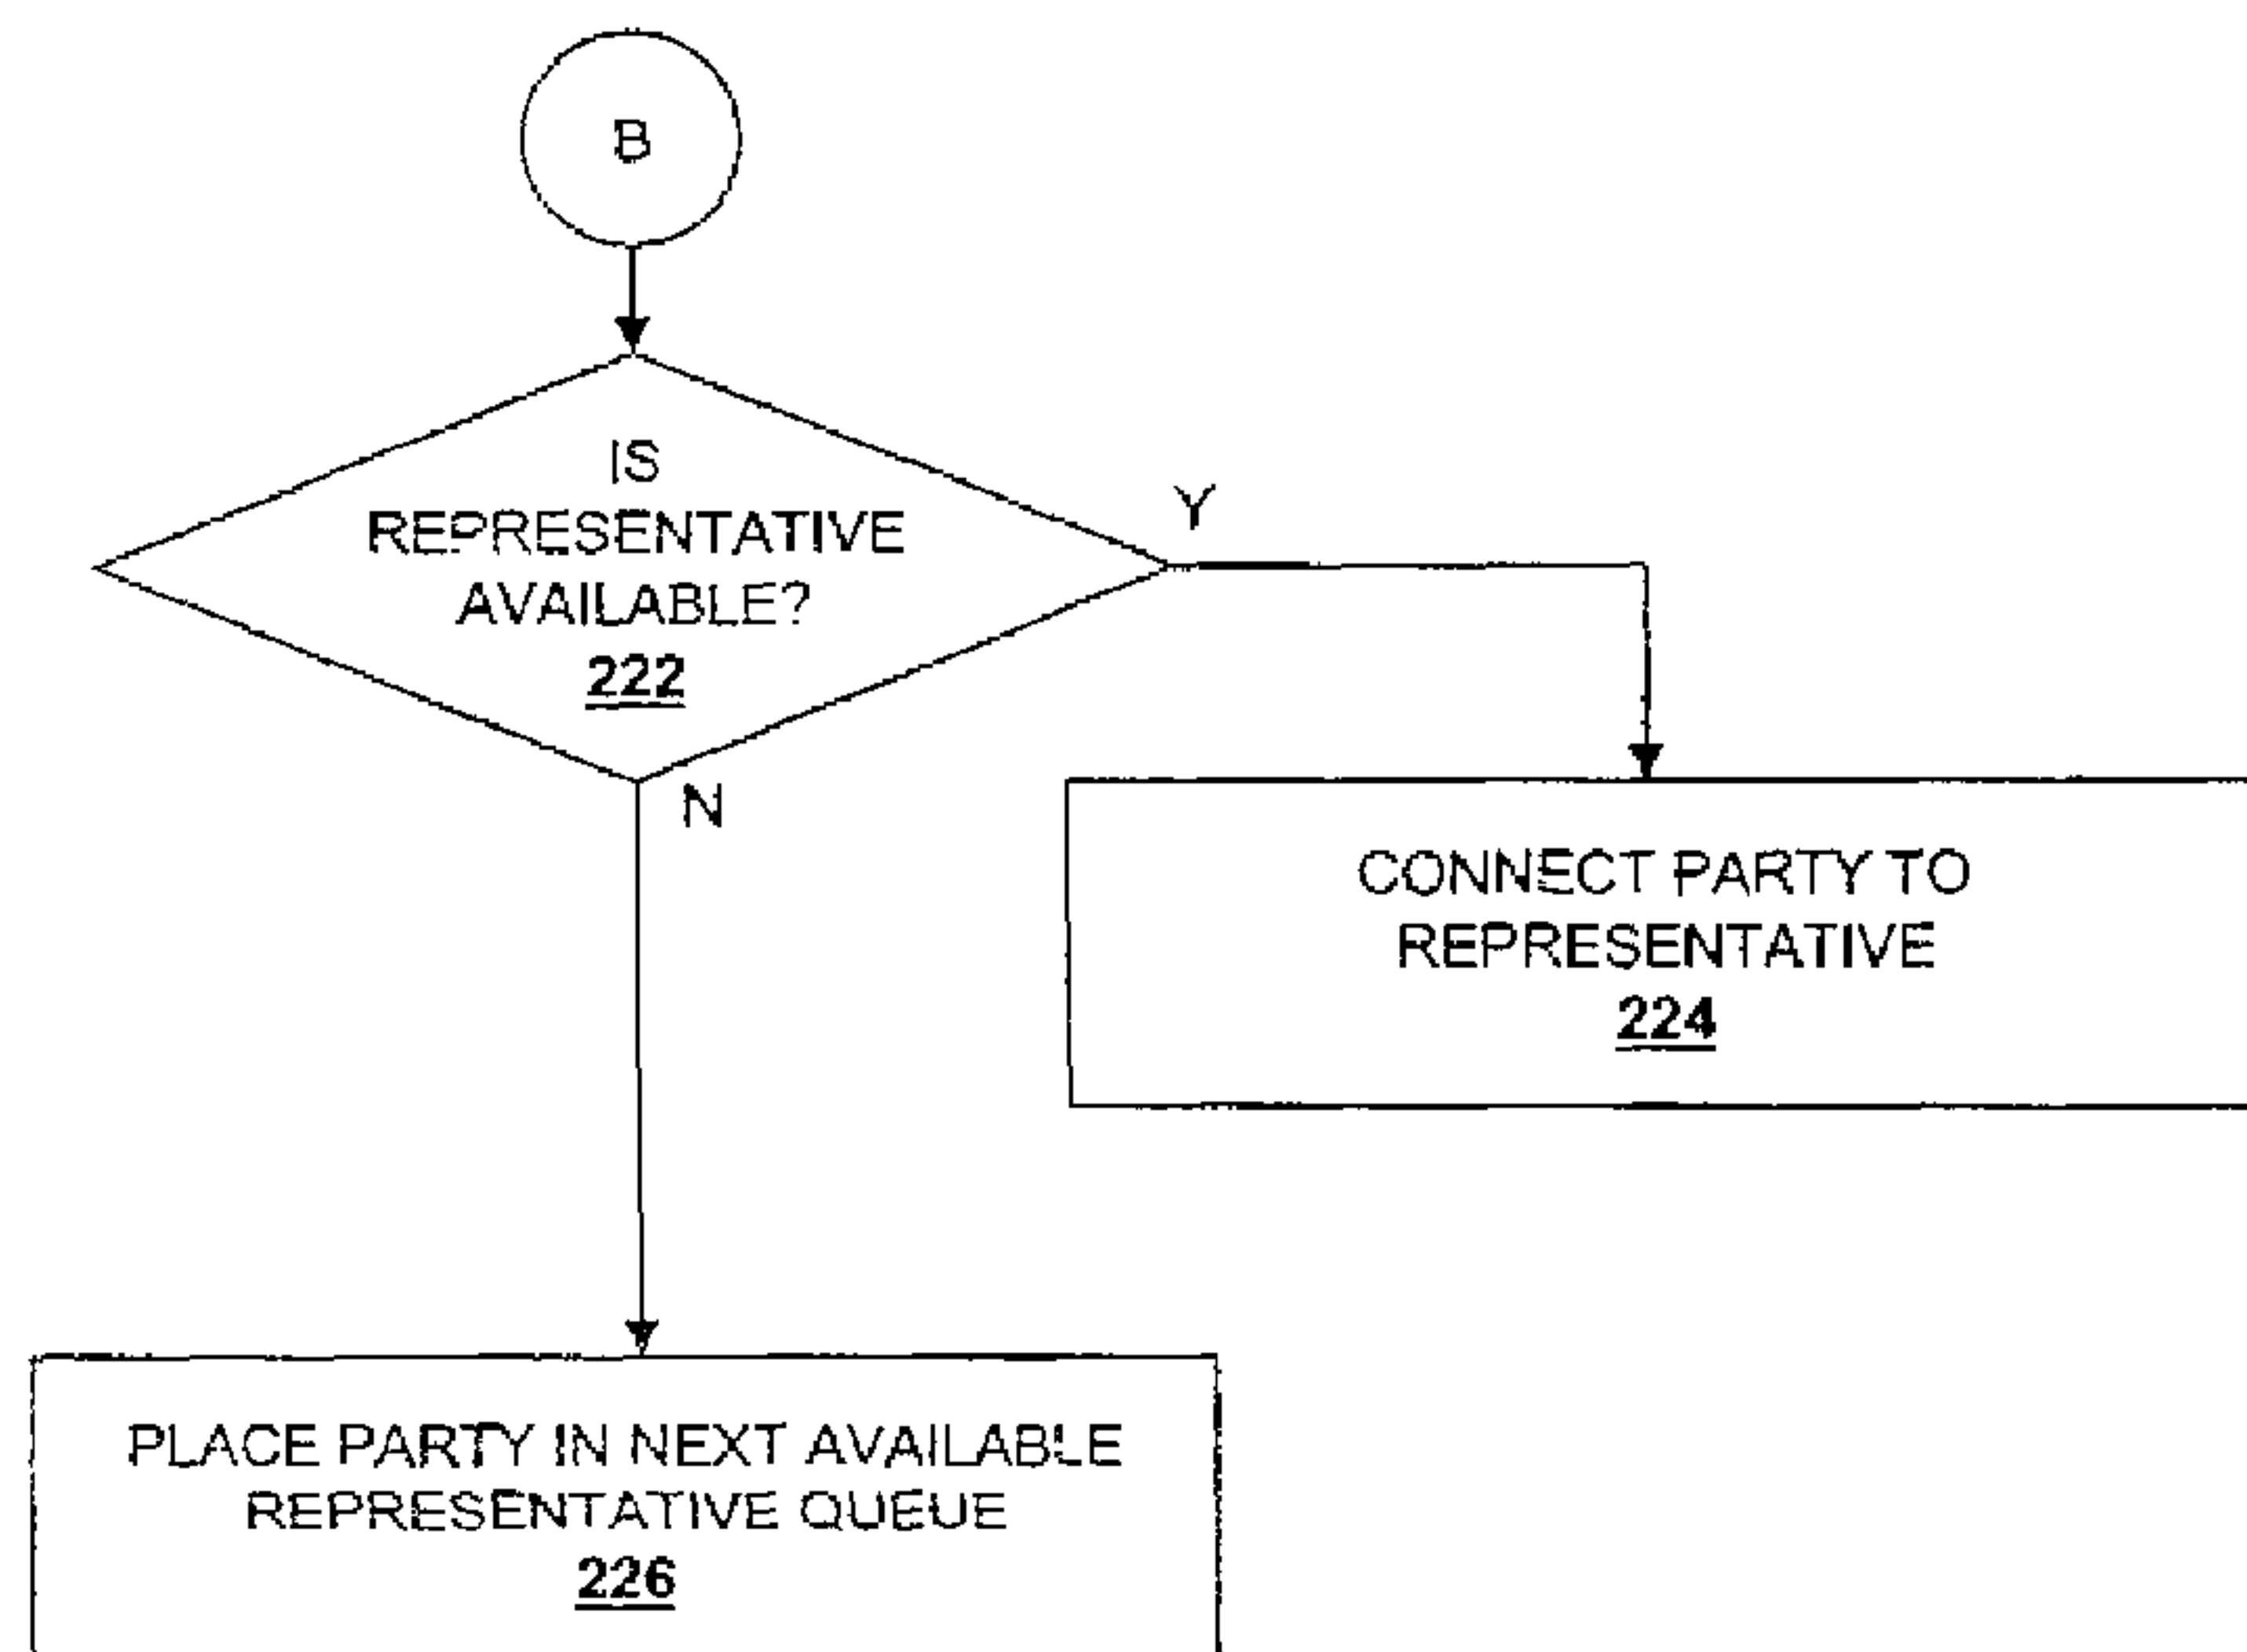 B
IS
REPRESENTATIVE
AVAILABLE?
222
Y
N
CONNECT PARTY TO
REPRESENTATIVE
224
PLACE PARTY IN NEXT AVAILABLE
REPRESENTATIVE QUEUE
226